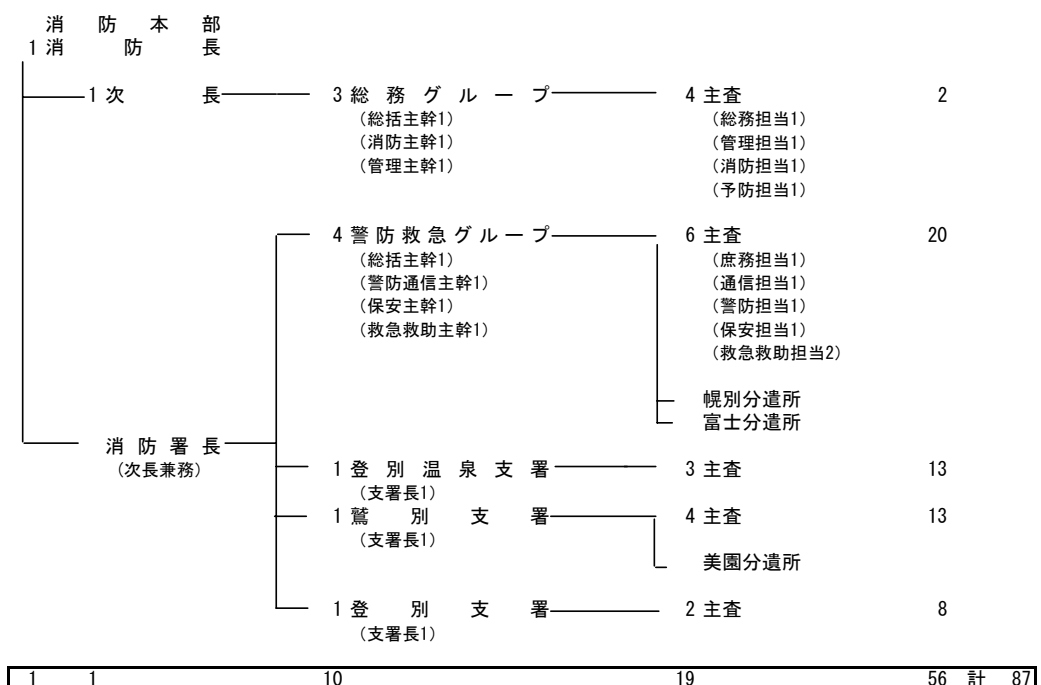 消防本部
1 消防長
1 次長 3 総務グループ 4 主査 2
(総括主幹1) (総務担当1)
(消防主幹1) (管理担当1)
(管理主幹1) (消防担当1)
(予防担当1)
4 警防救急グループ 6 主査 20
(総括主幹1) (庶務担当1)
(警防通信主幹1) (通信担当1)
(保安主幹1) (警防担当1)
(救急救助主幹1) (保安担当1)
(救急救助担当2)
幌別分遣所
富士分遣所
消防署長
(次長兼務) 1 登別温泉支署 3 主査 13
(支署長1)
1 鷲別支署 4 主査 13
(支署長1)
美園分遣所
1 登別支署 2 主査 8
(支署長1)
1 1 10 19 56 計 87